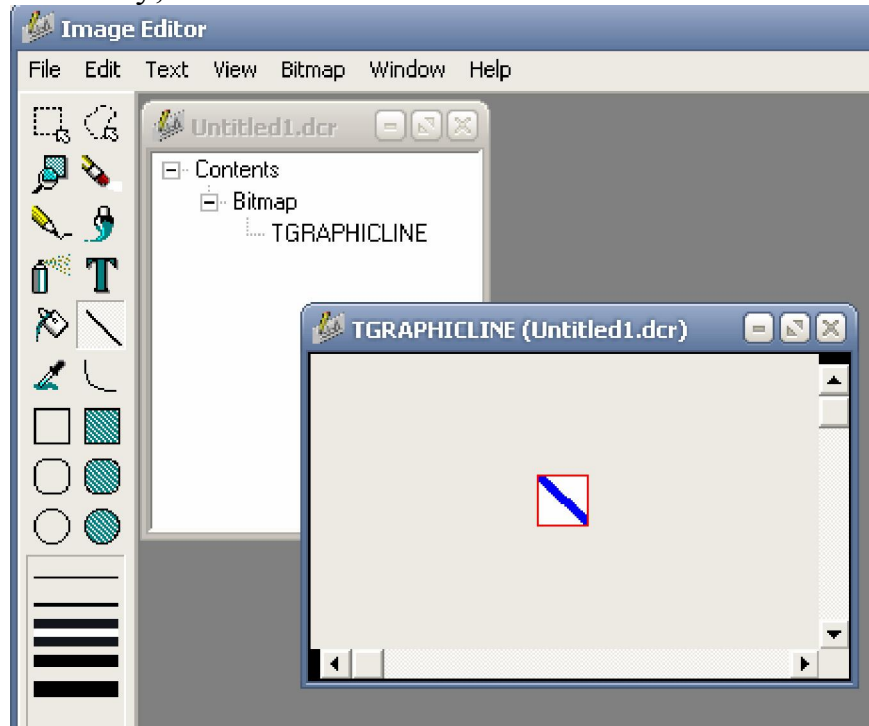 Image Editor
File Edit Text View Bitmap Window Help
Untitled1.dcr
Contents
Bitmap
TGRAPHICLINE
T
TGRAPHICLINE (Untitled1.dcr)